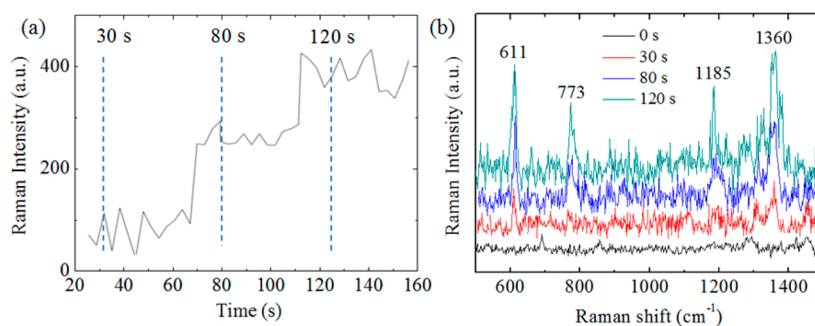 (a)
30 s
80 s
120 s
400
200
0
Raman Intensity (a.u.)
20
40
60
80
100
120
140
160
Time (s)
(b)
611
773
1185
1360
0 s
30 s
80 s
120 s
Raman Intensity (a.u.)
600
800
1000
1200
1400
Raman shift (cm⁻¹)